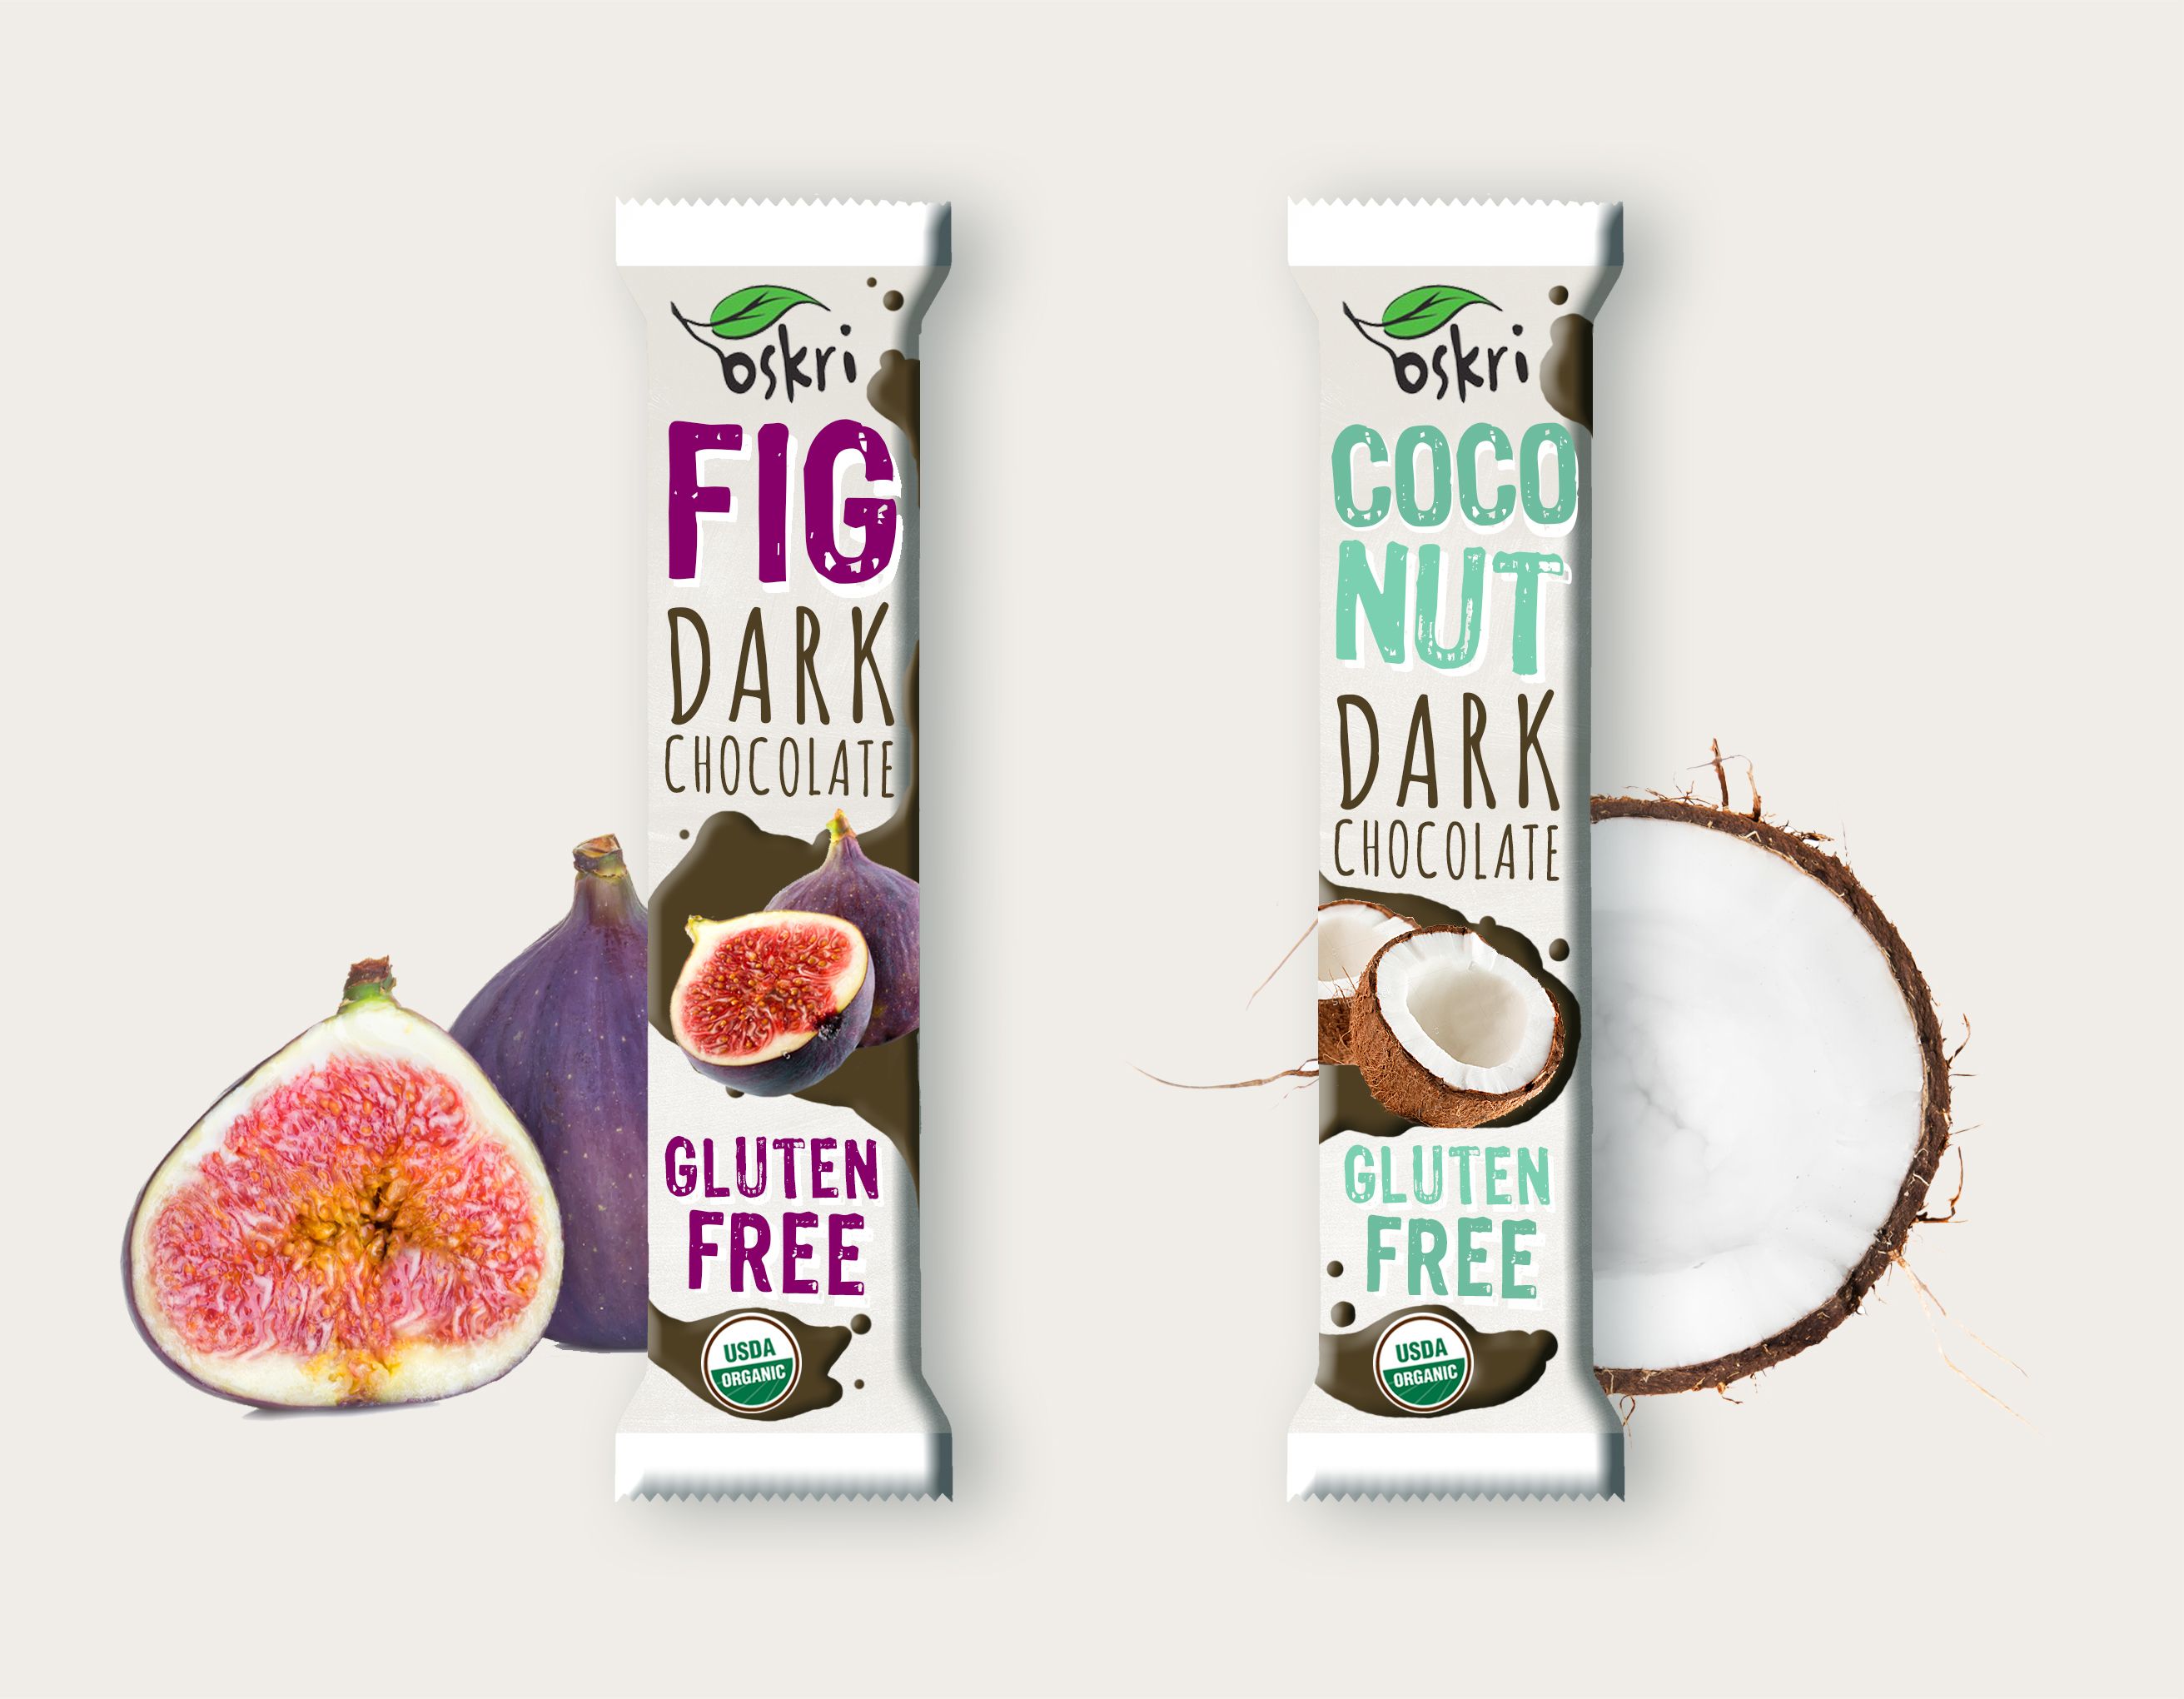 oskri
FIG
DARK
CHOCOLATE
GLUTEN
FREE
USDA
ORGANIC
oskri
COCO
NUT
DARK
CHOCOLATE
GLUTEN
FREE
USDA
ORGANIC